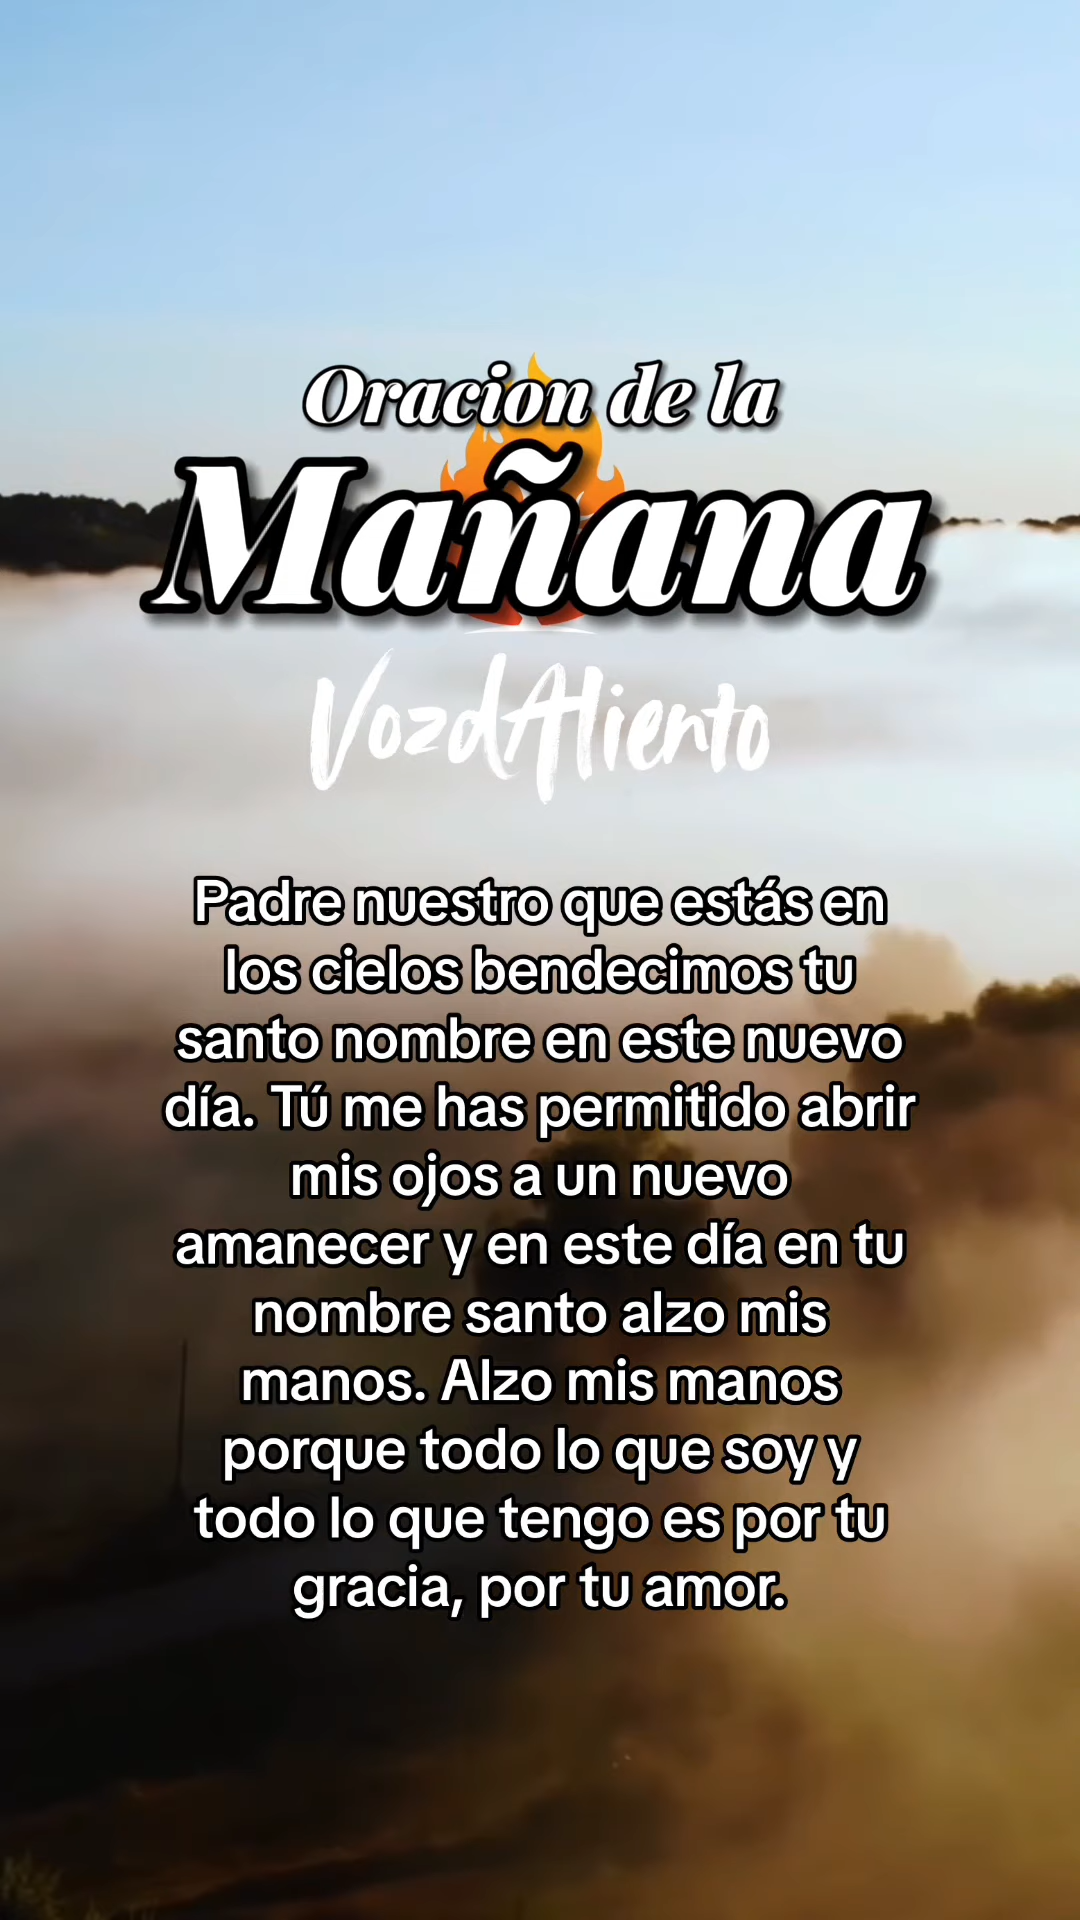 Oracion de la
Mañana
VozdAliento
Padre nuestro que estás en
los cielos bendecimos tu
santo nombre en este nuevo
día. Tú me has permitido abrir
mis ojos a un nuevo
amanecer y en este día en tu
nombre santo alzo mis
manos. Alzo mis manos
porque todo lo que soy y
todo lo que tengo es por tu
gracia, por tu amor.